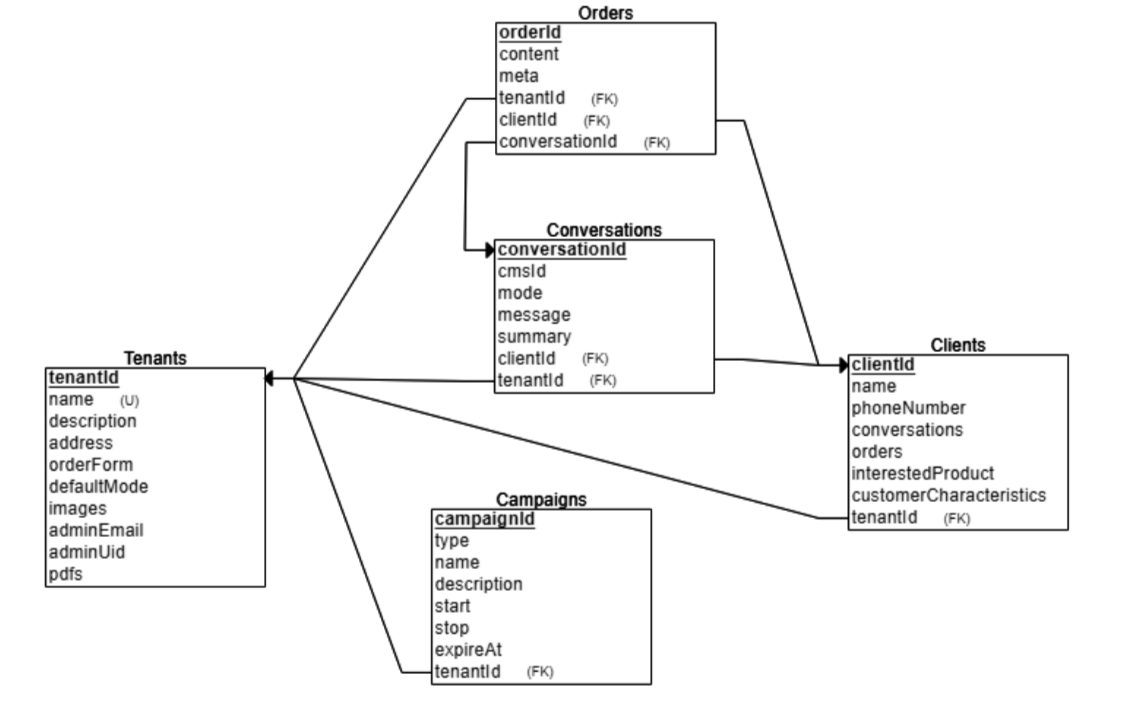 Orders
orderId
content
meta
tenantId (FK)
clientId (FK)
conversationId (FK)
Conversations
conversationId
cmsId
mode
message
summary
clientId (FK)
tenantId (FK)
Tenants
tenantId
name (U)
description
address
orderForm
defaultMode
images
adminEmail
adminUid
pdfs
Clients
clientId
name
phoneNumber
conversations
orders
interestedProduct
customerCharacteristics
tenantId (FK)
Campaigns
campaignId
type
name
description
start
stop
expireAt
tenantId (FK)